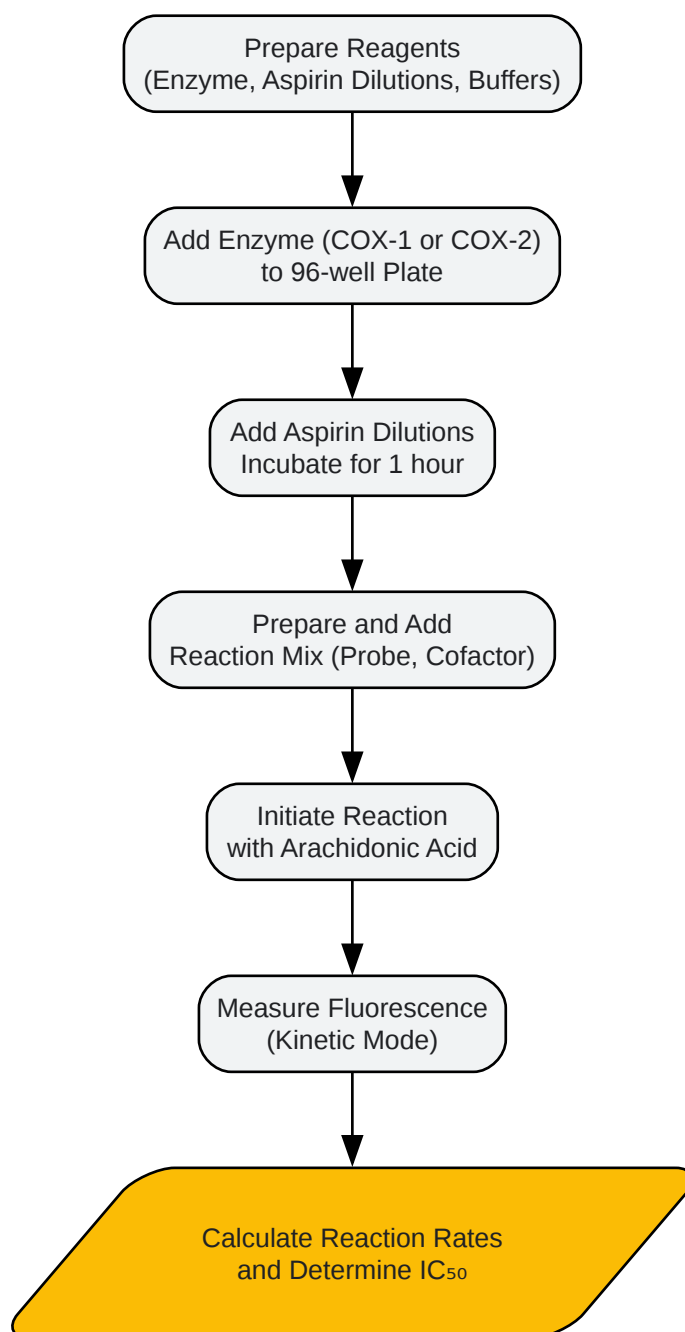 Prepare Reagents
(Enzyme, Aspirin Dilutions, Buffers)
Add Enzyme (COX-1 or COX-2)
to 96-well Plate
Add Aspirin Dilutions
Incubate for 1 hour
Prepare and Add
Reaction Mix (Probe, Cofactor)
Initiate Reaction
with Arachidonic Acid
Measure Fluorescence
(Kinetic Mode)
Calculate Reaction Rates
and Determine IC₅₀